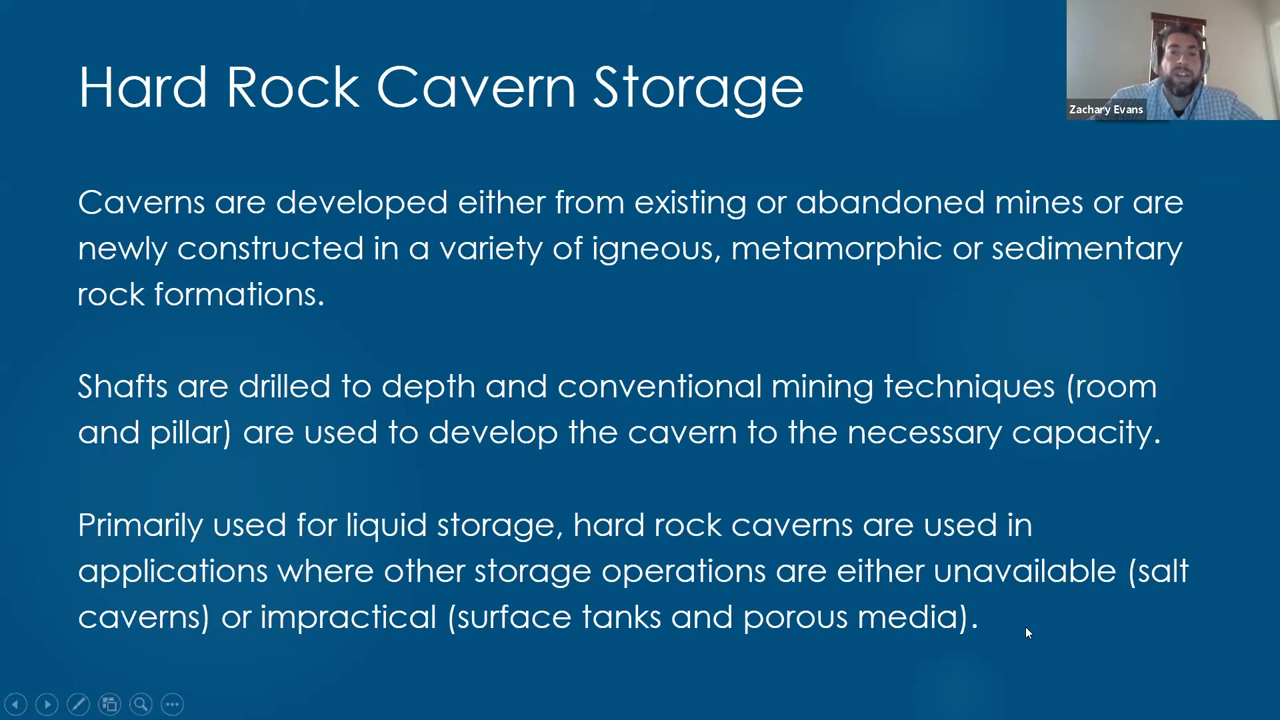 Hard Rock Cavern Storage
Zachary Evans
Caverns are developed either from existing or abandoned mines or are
newly constructed in a variety of igneous, metamorphic or sedimentary
rock formations.
Shafts are drilled to depth and conventional mining techniques (room
and pillar) are used to develop the cavern to the necessary capacity.
Primarily used for liquid storage, hard rock caverns are used in
applications where other storage operations are either unavailable (salt
caverns) or impractical (surface tanks and porous media).